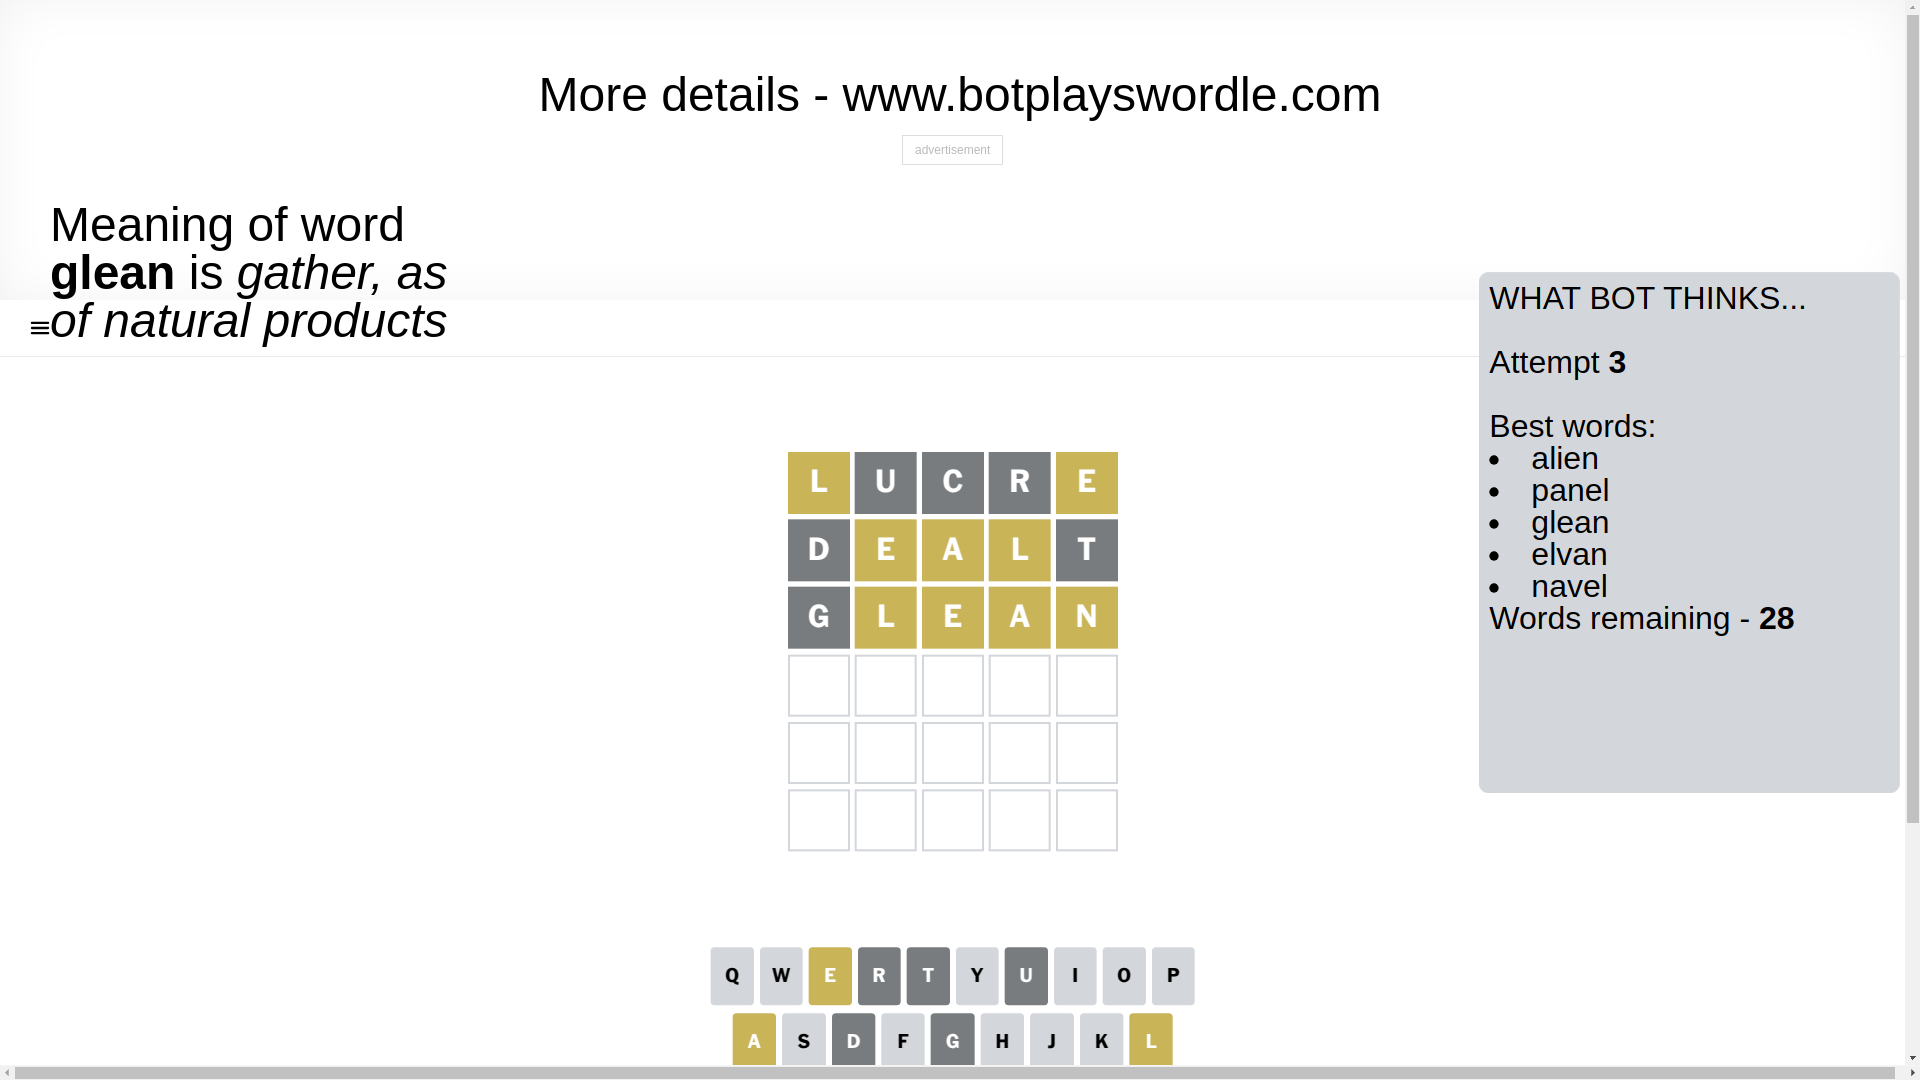 More details - www.botplayswordle.com
advertisement
Meaning of word
glean is gather, as
of natural products
WHAT BOT THINKS...
Attempt 3
Best words:
• alien
• panel
• glean
• elvan
• navel
Words remaining - 28
L U C R E
D E A L T
G L E A N
Q W E R T Y U I O P
A S D F G H J K L